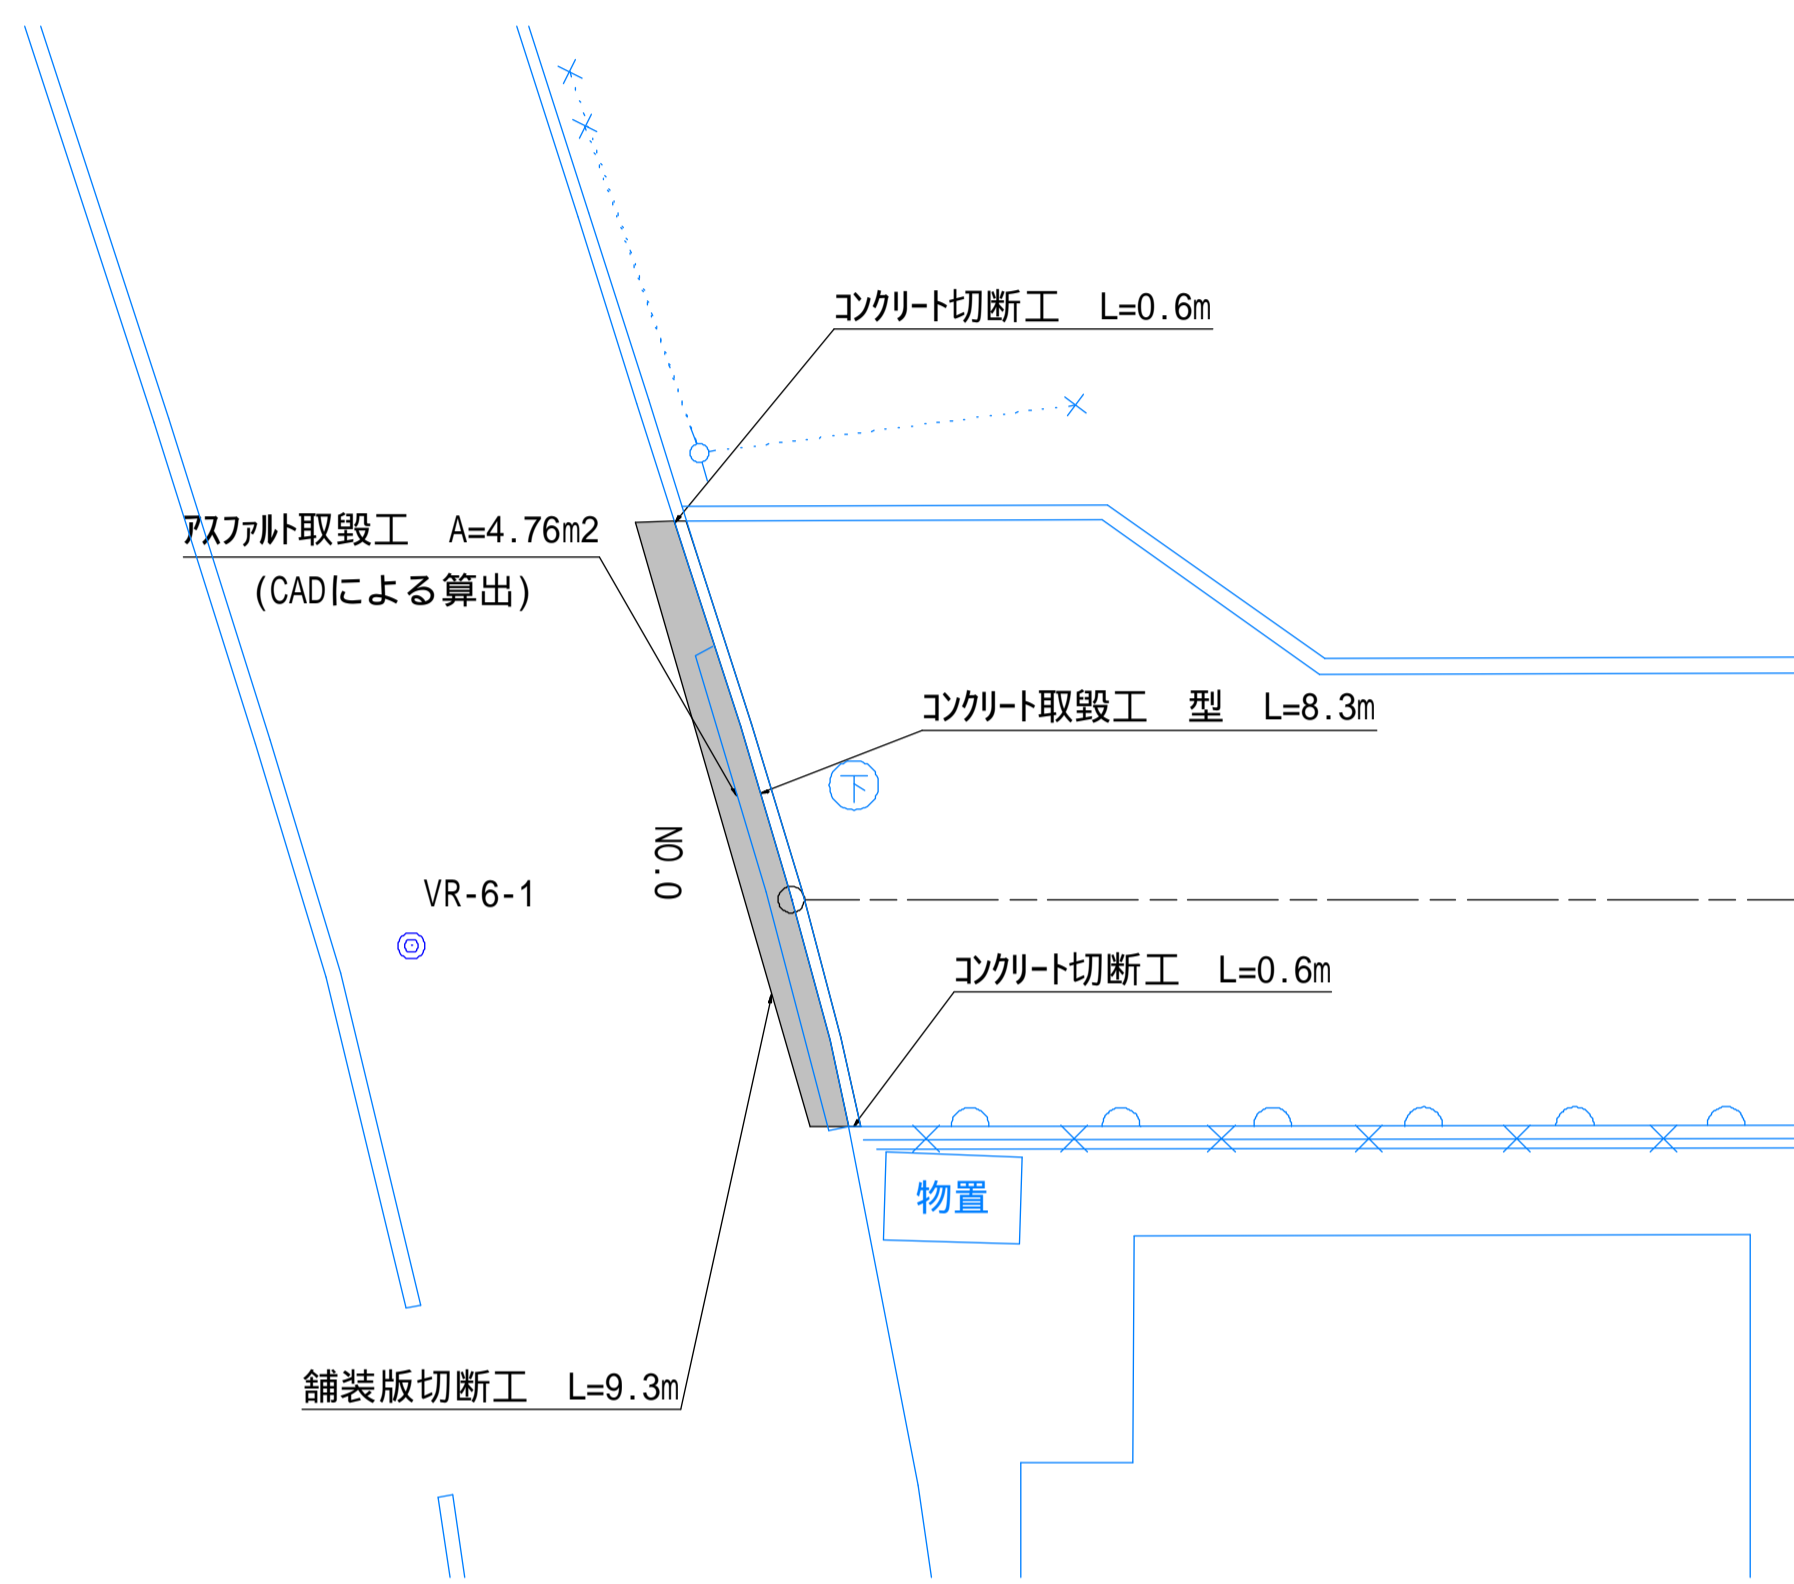 コンクリート切断工　L=0.6m
アスファルト取毀工　A=4.76m2
(CADによる算出)
コンクリート取毀工　型　L=8.3m
下
NO.0
VR-6-1
コンクリート切断工　L=0.6m
物置
舗装版切断工　L=9.3m